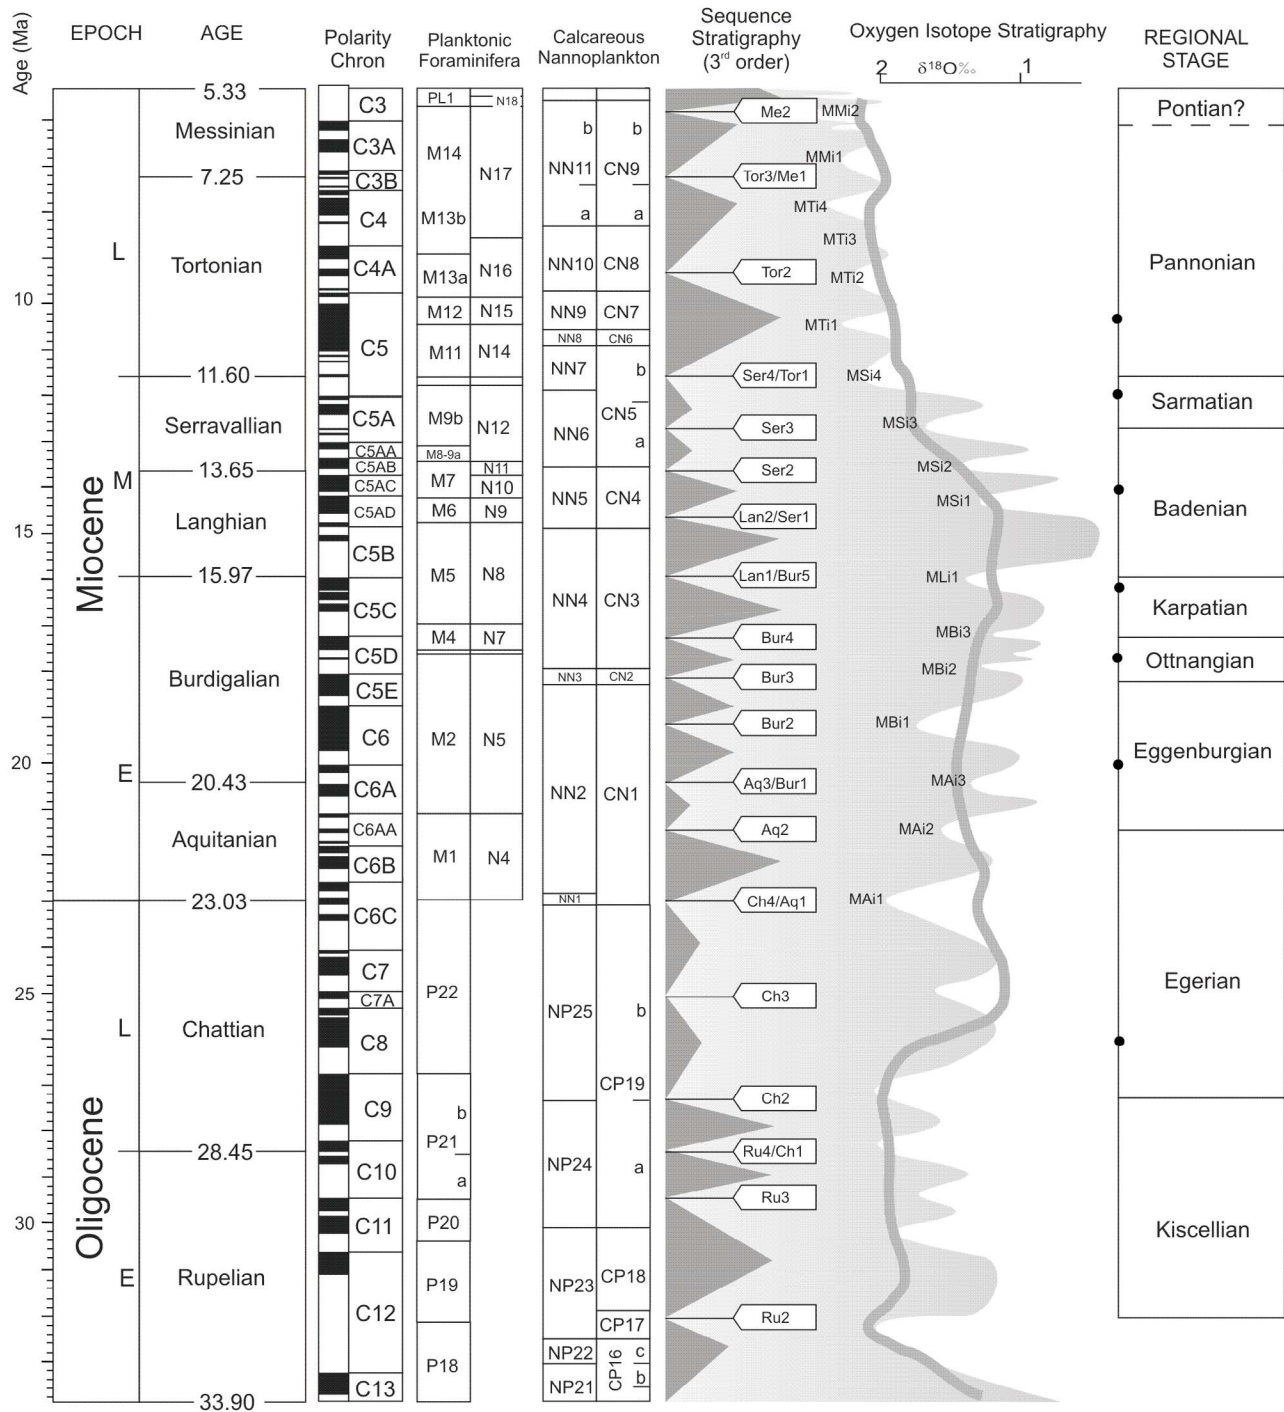 Age (Ma)
EPOCH
AGE
Polarity
Chron
Planktonic
Foraminifera
Calcareous
Nannoplankton
Sequence
Stratigraphy
(3rd order)
Oxygen Isotope Stratigraphy
2 δ18O‰ 1
REGIONAL
STAGE
10
15
20
25
30
Miocene
Oligocene
L
M
E
L
E
5.33
Messinian
7.25
Tortonian
11.60
Serravallian
13.65
Langhian
15.97
Burdigalian
20.43
Aquitanian
23.03
Chattian
28.45
Rupelian
33.90
C3
C3A
C3B
C4
C4A
C5
C5A
C5AA
C5AB
C5AC
C5AD
C5B
C5C
C5D
C5E
C6
C6A
C6AA
C6B
C6C
C7
C7A
C8
C9
C10
C11
C12
C13
PL1
M14
M13b
M13a
M12
M11
M9b
M8-9a
M7
M6
M5
M4
M2
M1
P22
b
P21
a
P20
P19
P18
N18
N17
N16
N15
N14
N12
N11
N10
N9
N8
N7
N5
N4
b
NN11
a
NN10
NN9
NN8
NN7
NN6
NN5
NN4
NN3
NN2
NN1
NP25
NP24
NP23
NP22
NP21
b
CN9
a
CN8
CN7
CN6
b
CN5
a
CN4
CN3
CN2
CN1
b
CP19
a
CP18
CP17
CP16
c
b
Me2
Tor3/Me1
Tor2
Ser4/Tor1
Ser3
Ser2
Lan2/Ser1
Lan1/Bur5
Bur4
Bur3
Bur2
Aq3/Bur1
Aq2
Ch4/Aq1
Ch3
Ch2
Ru4/Ch1
Ru3
Ru2
MMi2
MMi1
MTi4
MTi3
MTi2
MTi1
MSi4
MSi3
MSi2
MSi1
MLi1
MBi3
MBi2
MBi1
MAi3
MAi2
MAi1
Pontian?
Pannonian
Sarmatian
Badenian
Karpatian
Ottnangian
Eggenburgian
Egerian
Kiscellian